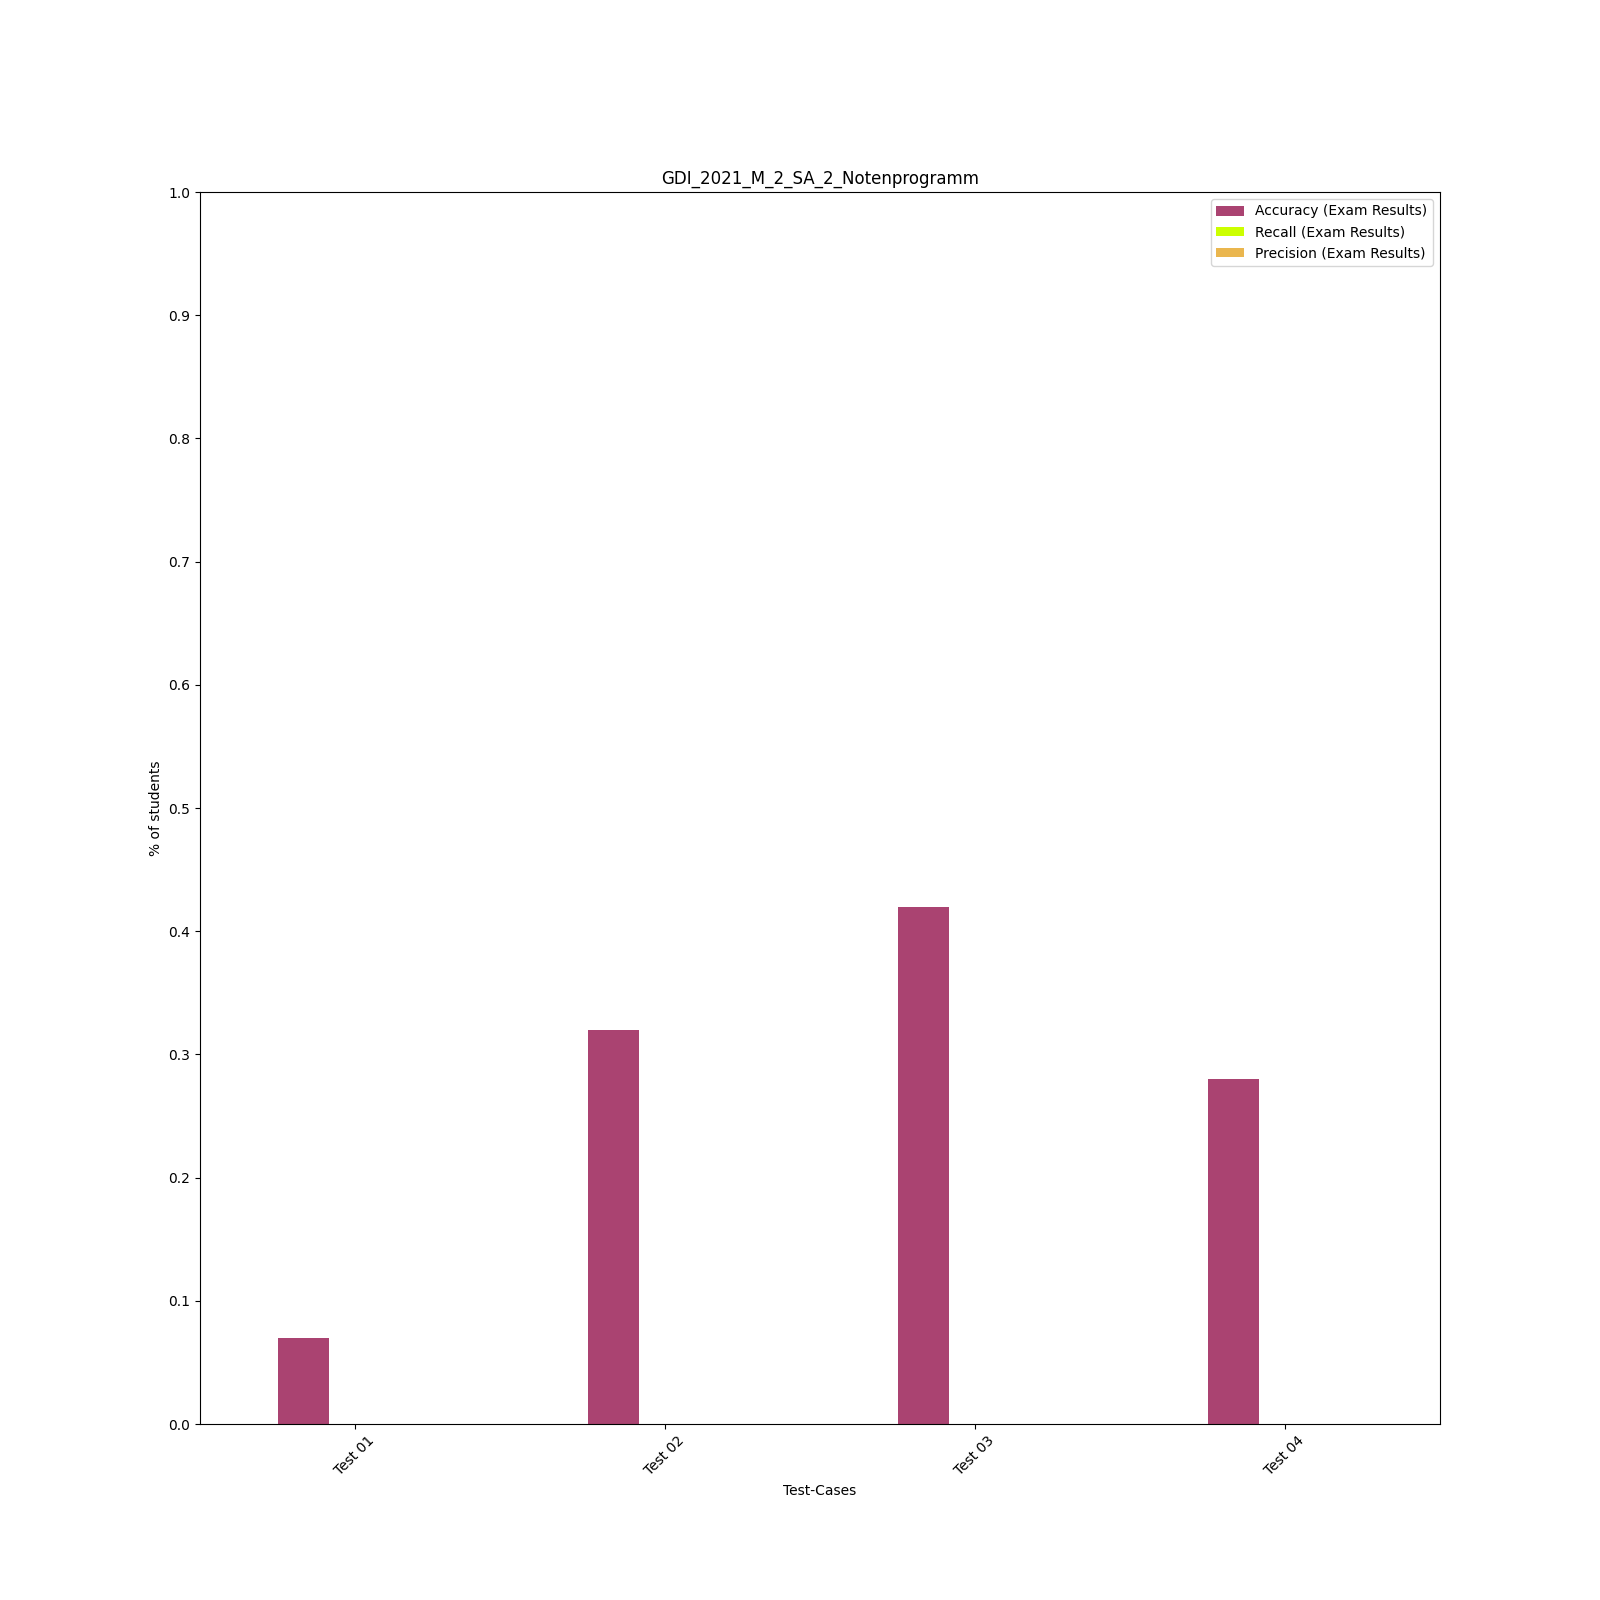 GDI_2021_M_2_SA_2_Notenprogramm
Accuracy (Exam Results)
Recall (Exam Results)
Precision (Exam Results)
1.0
0.9
0.8
0.7
0.6
0.5
0.4
0.3
0.2
0.1
0.0
% of students
Test 01
Test 02
Test 03
Test 04
Test-Cases